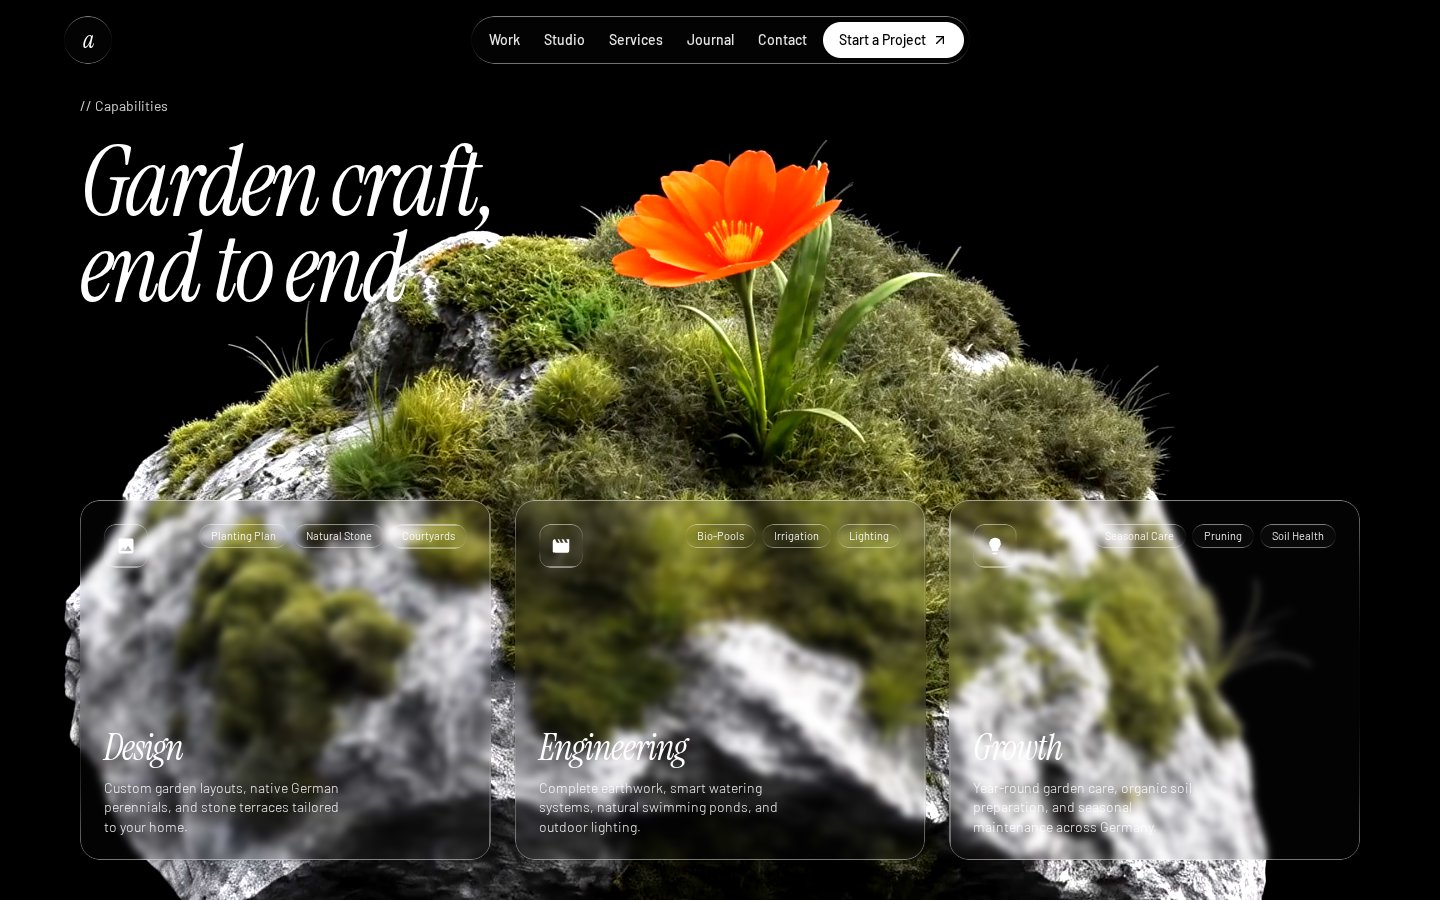 a
Work Studio Services Journal Contact Start a Project
// Capabilities
Garden craft,
end to end
Planting Plan Natural Stone Courtyards
Design
Custom garden layouts, native German
perennials, and stone terraces tailored
to your home.
Bio-Pools Irrigation Lighting
Engineering
Complete earthwork, smart watering
systems, natural swimming ponds, and
outdoor lighting.
Seasonal Care Pruning Soil Health
Growth
Year-round garden care, organic soil
preparation, and seasonal
maintenance across Germany.